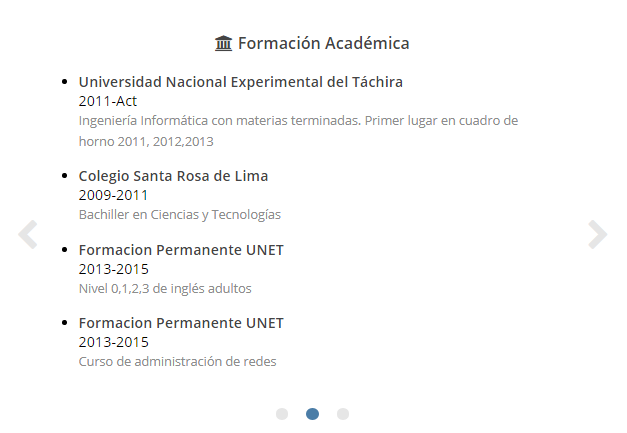 Formación Académica
Universidad Nacional Experimental del Táchira
2011-Act
Ingeniería Informática con materias terminadas. Primer lugar en cuadro de
horno 2011, 2012,2013
Colegio Santa Rosa de Lima
2009-2011
Bachiller en Ciencias y Tecnologías
Formacion Permanente UNET
2013-2015
Nivel 0,1,2,3 de inglés adultos
Formacion Permanente UNET
2013-2015
Curso de administración de redes